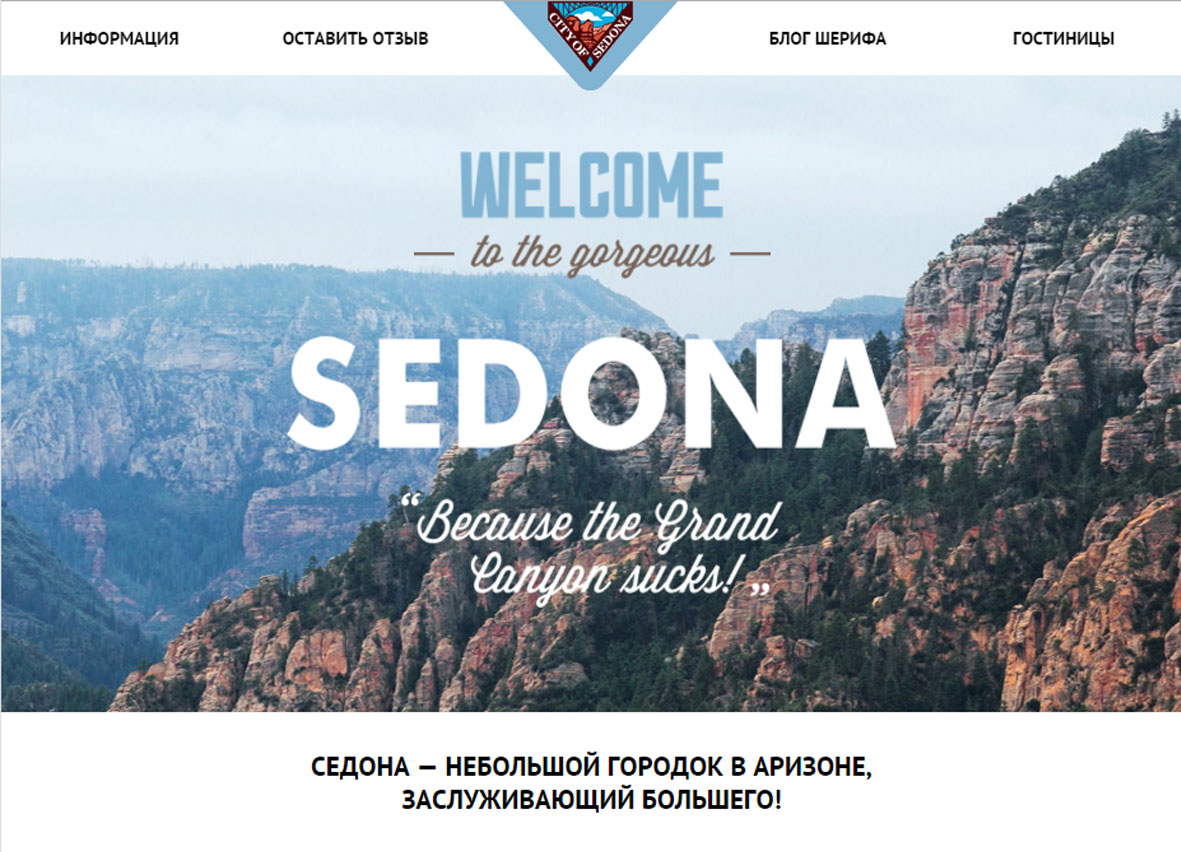 ИНФОРМАЦИЯ
ОСТАВИТЬ ОТЗЫВ
CITY OF SEDONA
БЛОГ ШЕРИФА
ГОСТИНИЦЫ
WELCOME
— to the gorgeous —
SEDONA
“Because the Grand
Canyon sucks!„
СЕДОНА — НЕБОЛЬШОЙ ГОРОДОК В АРИЗОНЕ,
ЗАСЛУЖИВАЮЩИЙ БОЛЬШЕГО!